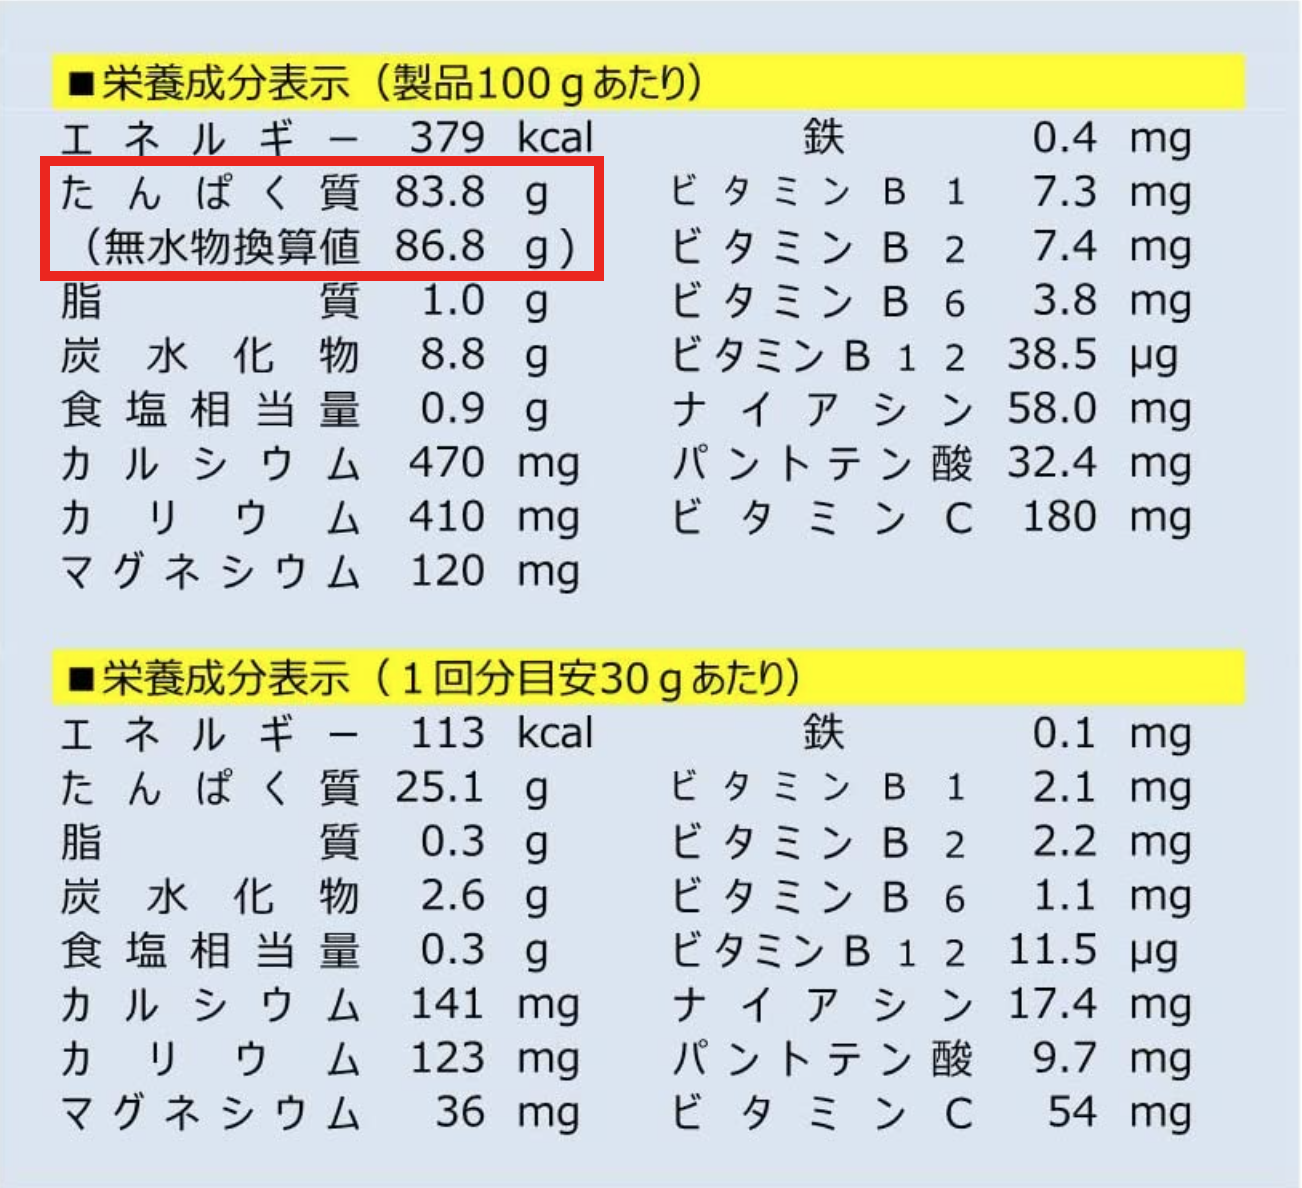 ■栄養成分表示（製品100gあたり）
エネルギー 379 kcal 鉄 0.4 mg
たんぱく質 83.8 g ビタミンB1 7.3 mg
（無水物換算値 86.8 g） ビタミンB2 7.4 mg
脂質 1.0 g ビタミンB6 3.8 mg
炭水化物 8.8 g ビタミンB12 38.5 μg
食塩相当量 0.9 g ナイアシン 58.0 mg
カルシウム 470 mg パントテン酸 32.4 mg
カリウム 410 mg ビタミンC 180 mg
マグネシウム 120 mg
■栄養成分表示（1回分目安30gあたり）
エネルギー 113 kcal 鉄 0.1 mg
たんぱく質 25.1 g ビタミンB1 2.1 mg
脂質 0.3 g ビタミンB2 2.2 mg
炭水化物 2.6 g ビタミンB6 1.1 mg
食塩相当量 0.3 g ビタミンB12 11.5 μg
カルシウム 141 mg ナイアシン 17.4 mg
カリウム 123 mg パントテン酸 9.7 mg
マグネシウム 36 mg ビタミンC 54 mg